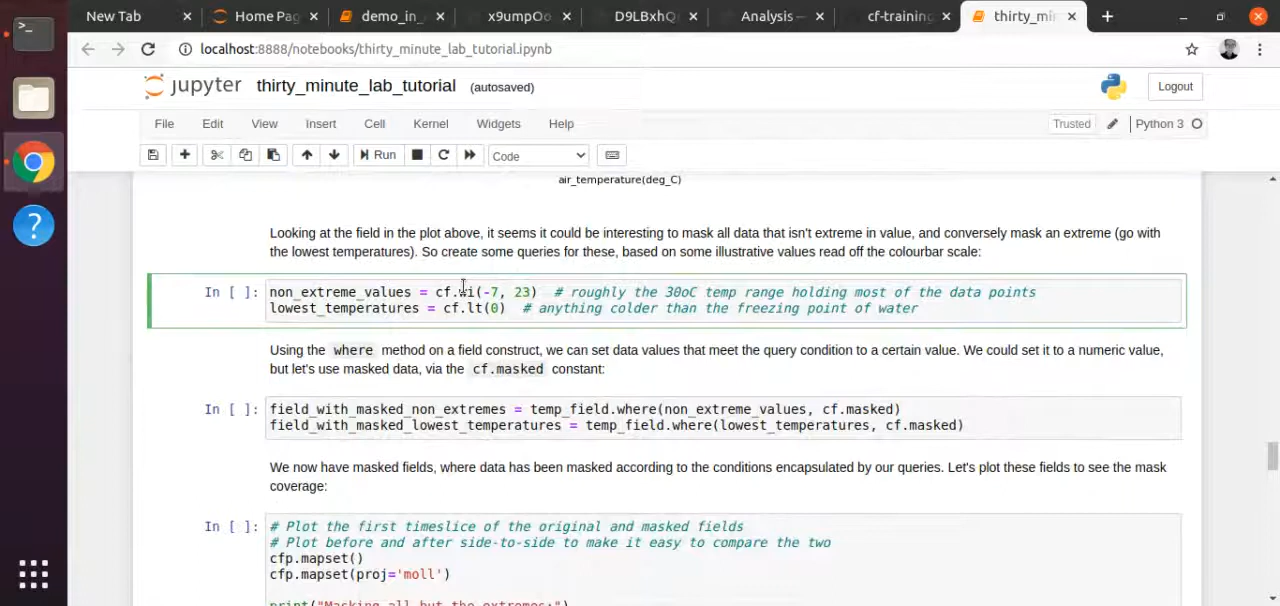 New Tab
Home Pag
demo_in_
x9umpOo
D9LBxhQ
Analysis —
cf-training
thirty_min
localhost:8888/notebooks/thirty_minute_lab_tutorial.ipynb
jupyter thirty_minute_lab_tutorial (autosaved)
Logout
File Edit View Insert Cell Kernel Widgets Help
Trusted Python 3
Run Code
air_temperature(deg_C)
Looking at the field in the plot above, it seems it could be interesting to mask all data that isn't extreme in value, and conversely mask an extreme (go with
the lowest temperatures). So create some queries for these, based on some illustrative values read off the colourbar scale:
In [ ]: non_extreme_values = cf.wi(-7, 23)  # roughly the 30oC temp range holding most of the data points
lowest_temperatures = cf.lt(0)  # anything colder than the freezing point of water
Using the where method on a field construct, we can set data values that meet the query condition to a certain value. We could set it to a numeric value,
but let's use masked data, via the cf.masked constant:
In [ ]: field_with_masked_non_extremes = temp_field.where(non_extreme_values, cf.masked)
field_with_masked_lowest_temperatures = temp_field.where(lowest_temperatures, cf.masked)
We now have masked fields, where data has been masked according to the conditions encapsulated by our queries. Let's plot these fields to see the mask
coverage:
In [ ]: # Plot the first timeslice of the original and masked fields
# Plot before and after side-to-side to make it easy to compare the two
cfp.mapset()
cfp.mapset(proj='moll')
print("Masking all but the extremes:")